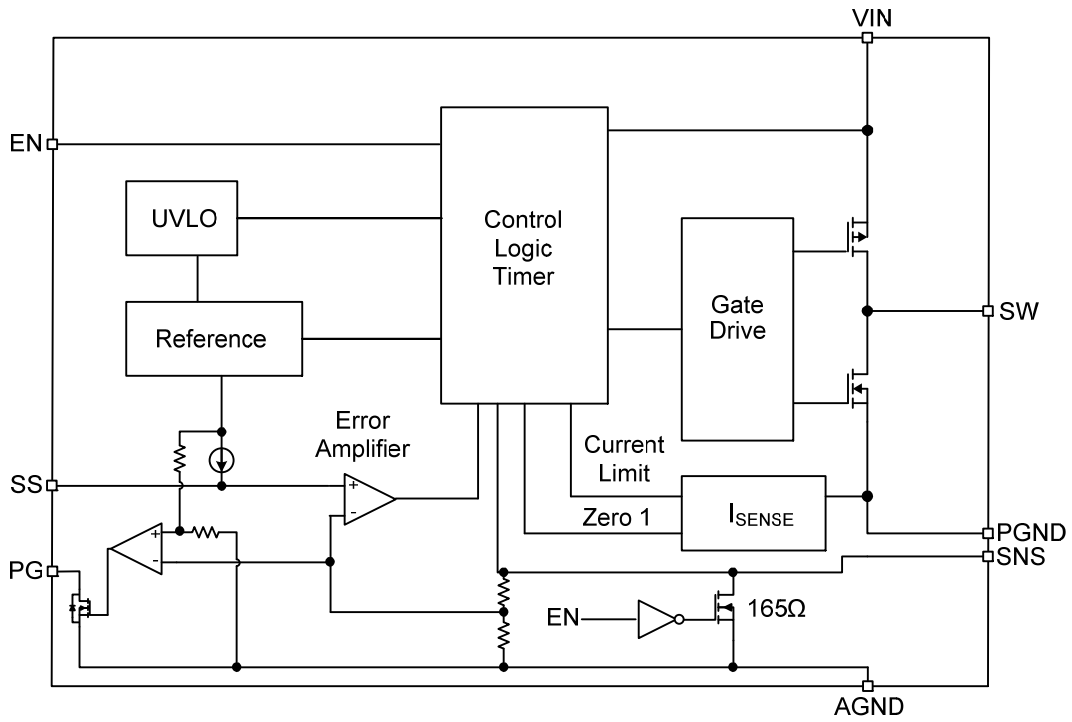 VIN
EN
UVLO
Control
Logic
Timer
Gate
Drive
SW
Reference
Error
Amplifier
Current
Limit
SS
+
-
ISENSE
Zero 1
PGND
SNS
+
-
PG
EN
165Ω
AGND